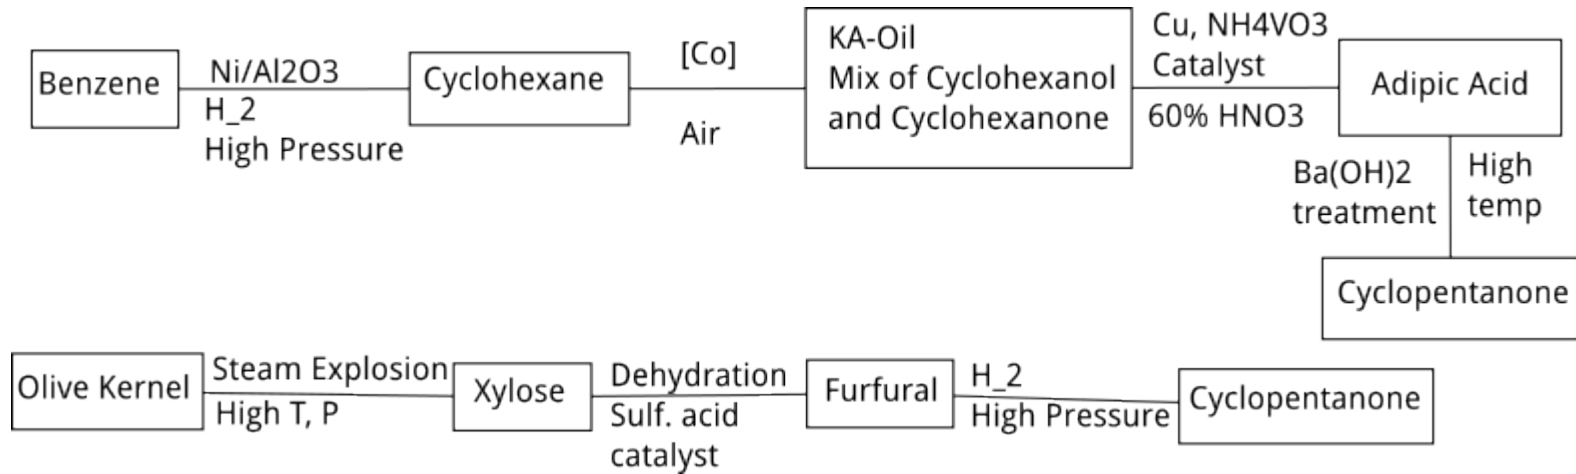 Benzene
Ni/Al2O3
H_2
High Pressure
Cyclohexane
[Co]
Air
KA-Oil
Mix of Cyclohexanol
and Cyclohexanone
Cu, NH4VO3
Catalyst
60% HNO3
Adipic Acid
Ba(OH)2
treatment
High
temp
Cyclopentanone
Olive Kernel
Steam Explosion
High T, P
Xylose
Dehydration
Sulf. acid
catalyst
Furfural
H_2
High Pressure
Cyclopentanone